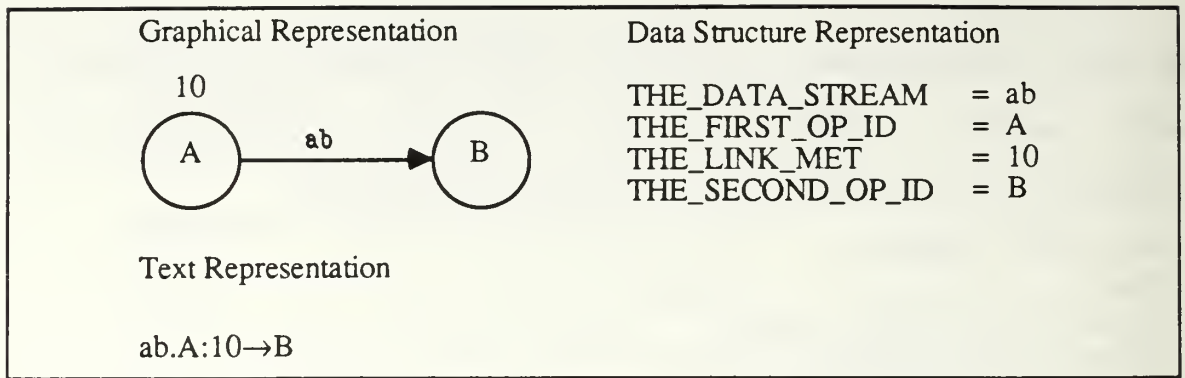 Graphical Representation
10
A
ab
B
Text Representation
ab.A:10→B
Data Structure Representation
THE_DATA_STREAM = ab
THE_FIRST_OP_ID = A
THE_LINK_MET = 10
THE_SECOND_OP_ID = B